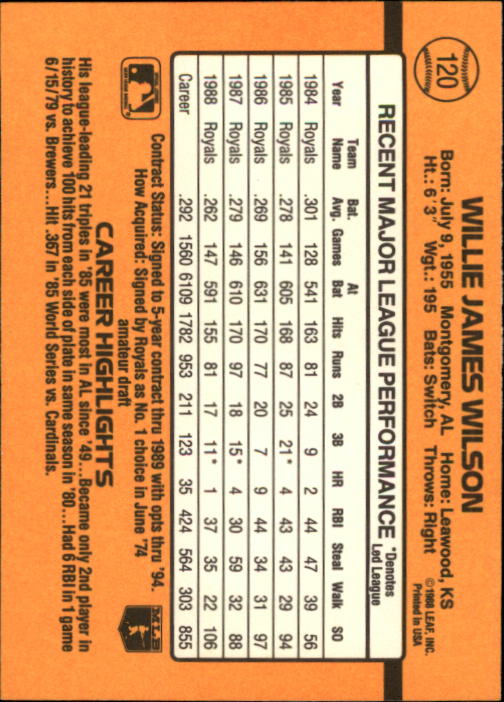 120
WILLIE JAMES WILSON
Born: July 9, 1955 Montgomery, AL Home: Leawood, KS
Ht.: 6' 3" Wgt.: 195 Bats: Switch Throws: Right
©1988 LEAF, INC.
Printed in USA
RECENT MAJOR LEAGUE PERFORMANCE *Denotes
Led League
Year Team Name Bat. Avg. Games At Bat Hits Runs 2B 3B HR RBI Steal Walk SO
1984 Royals .301 128 541 163 81 24 9 2 44 47 39 56
1985 Royals .278 141 605 168 87 25 21* 4 43 43 29 94
1986 Royals .269 156 631 170 77 20 7 9 44 34 31 97
1987 Royals .279 146 610 170 97 18 15* 4 30 59 32 88
1988 Royals .262 147 591 155 81 17 11* 1 37 35 22 106
Career .292 1560 6109 1782 953 211 123 35 424 564 303 855
Contract Status: Signed to 5-year contract thru 1989 with opts thru '94.
How Acquired: Signed by Royals as No. 1 choice in June '74
amateur draft
MLB
CAREER HIGHLIGHTS
His league-leading 21 triples in '85 were most in AL since '49...Became only 2nd player in
history to achieve 100 hits from each side of plate in same season in '80...Had 6 RBI in 1 game
6/15/79 vs. Brewers...Hit .367 in '85 World Series vs. Cardinals.